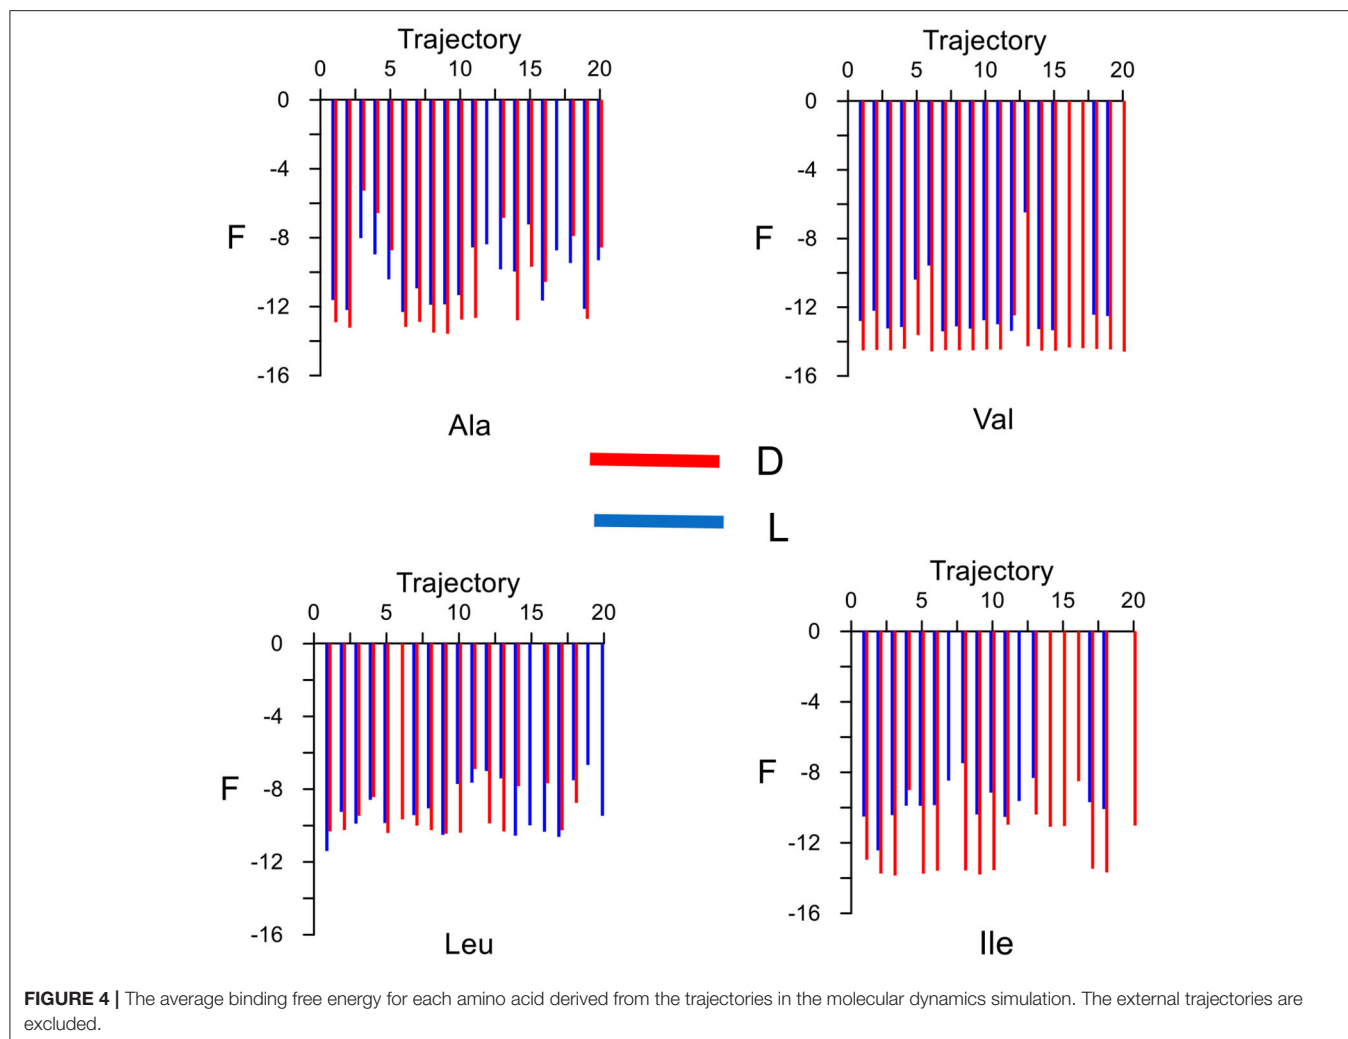 Trajectory
0 5 10 15 20
0
-4
-8
-12
-16
F
Ala
Trajectory
0 5 10 15 20
0
-4
-8
-12
-16
F
Val
D
L
Trajectory
0 5 10 15 20
0
-4
-8
-12
-16
F
Leu
Trajectory
0 5 10 15 20
0
-4
-8
-12
-16
F
Ile
FIGURE 4 | The average binding free energy for each amino acid derived from the trajectories in the molecular dynamics simulation. The external trajectories are
excluded.